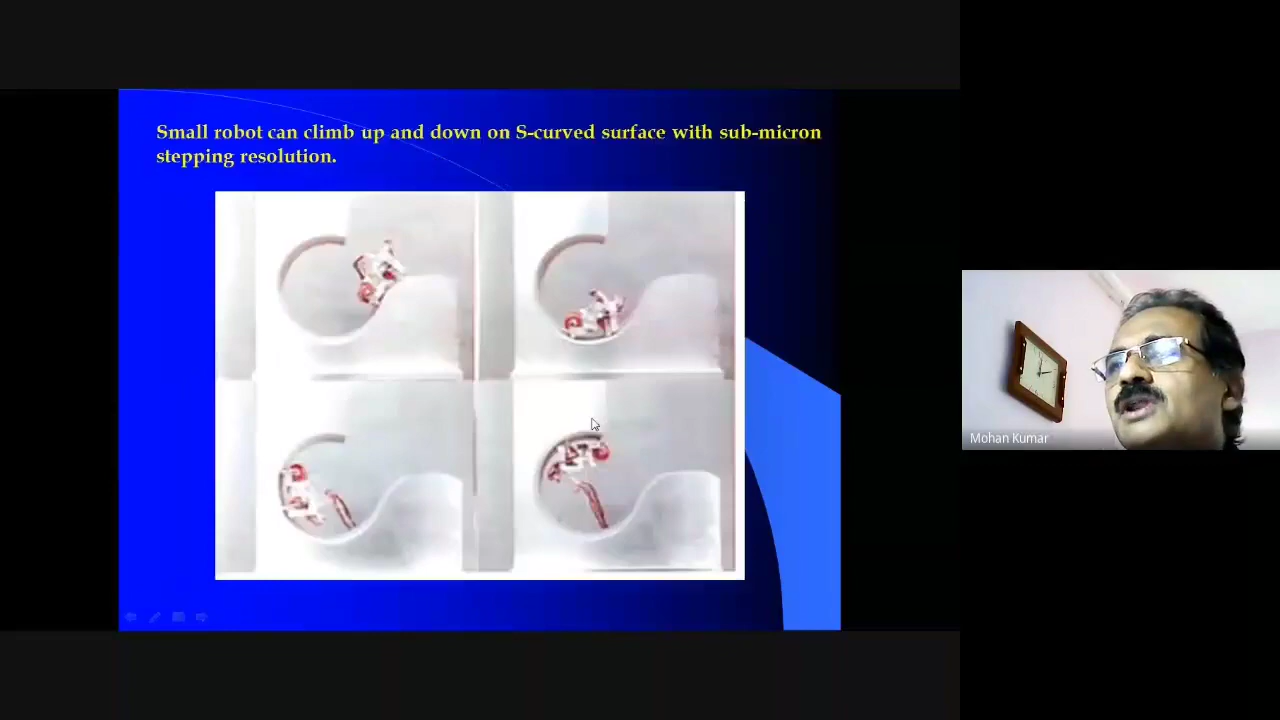 Small robot can climb up and down on S-curved surface with sub-micron
stepping resolution.
Mohan Kumar